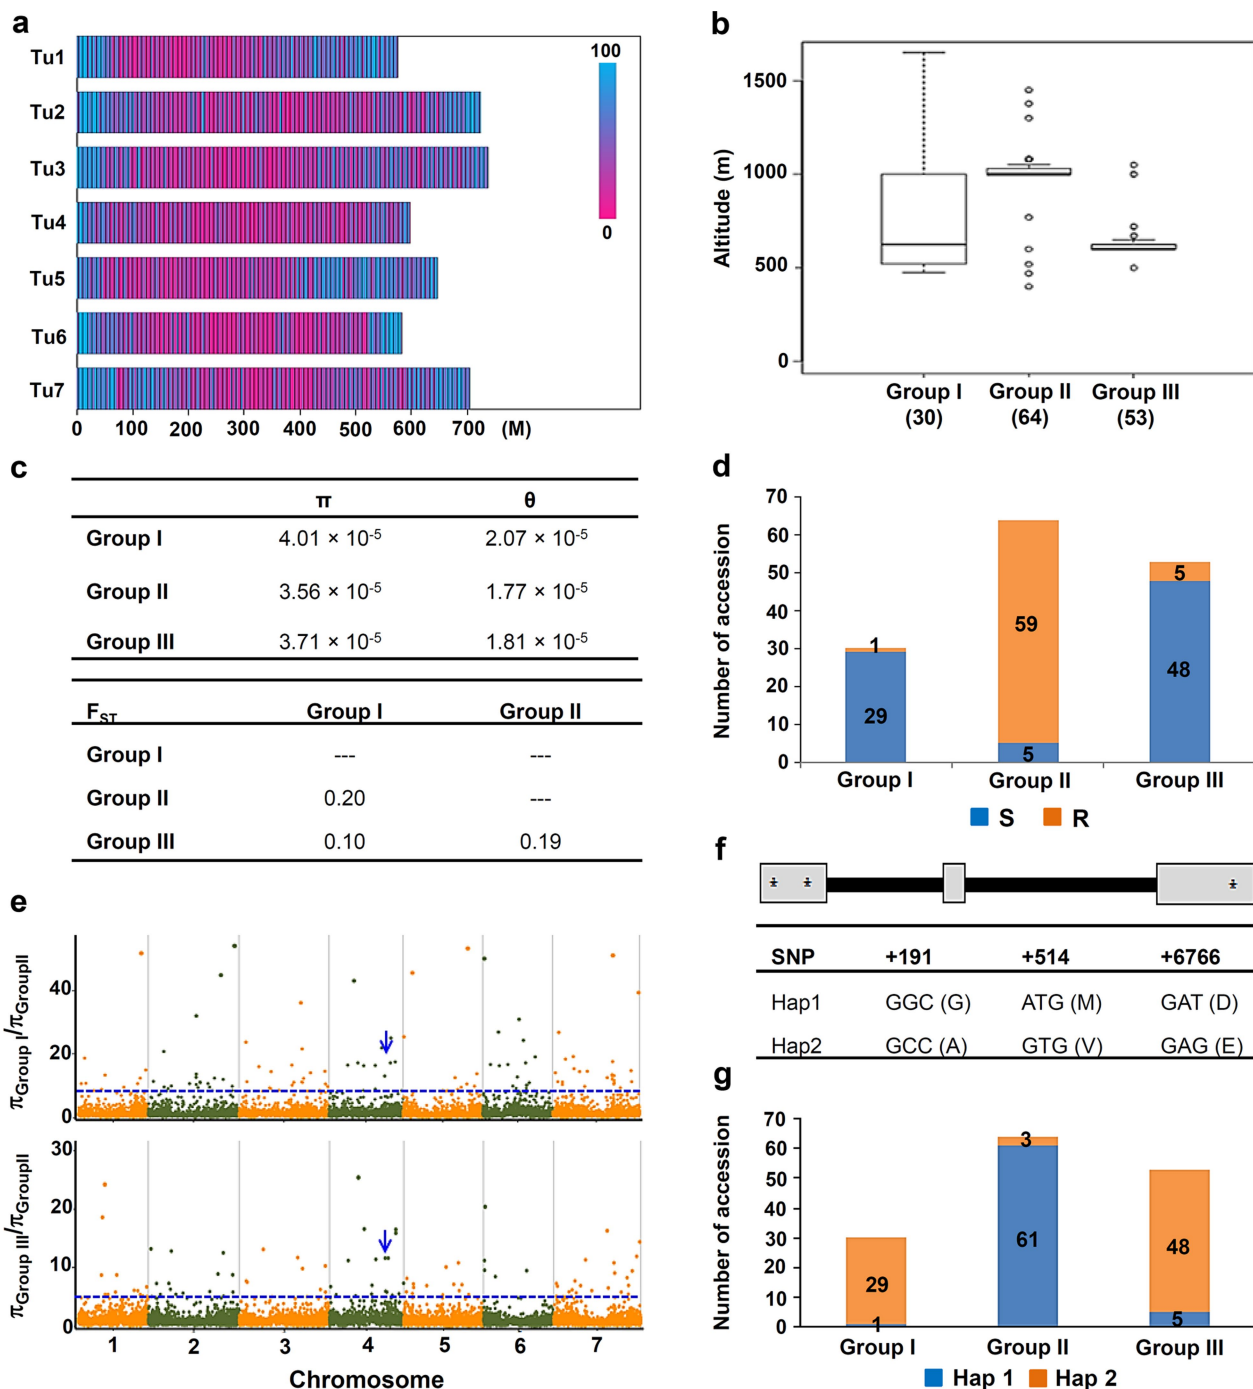 a
Tu1
Tu2
Tu3
Tu4
Tu5
Tu6
Tu7
0 100 200 300 400 500 600 700 (M)
100
0
b
Altitude (m)
1500
1000
500
0
Group I Group II Group III
(30) (64) (53)
c
π θ
Group I 4.01 × 10⁻⁵ 2.07 × 10⁻⁵
Group II 3.56 × 10⁻⁵ 1.77 × 10⁻⁵
Group III 3.71 × 10⁻⁵ 1.81 × 10⁻⁵
F_ST Group I Group II
Group I --- ---
Group II 0.20 ---
Group III 0.10 0.19
d
Number of accession
70
60
50
40
30
20
10
0
1
29
59
5
5
48
Group I Group II Group III
S R
e
π_Group I/π_GroupII
40
20
0
π_Group III/π_GroupII
30
20
10
0
1 2 3 4 5 6 7
Chromosome
f
SNP +191 +514 +6766
Hap1 GGC (G) ATG (M) GAT (D)
Hap2 GCC (A) GTG (V) GAG (E)
g
Number of accession
70
60
50
40
30
20
10
0
29
1
3
61
48
5
Group I Group II Group III
Hap 1 Hap 2